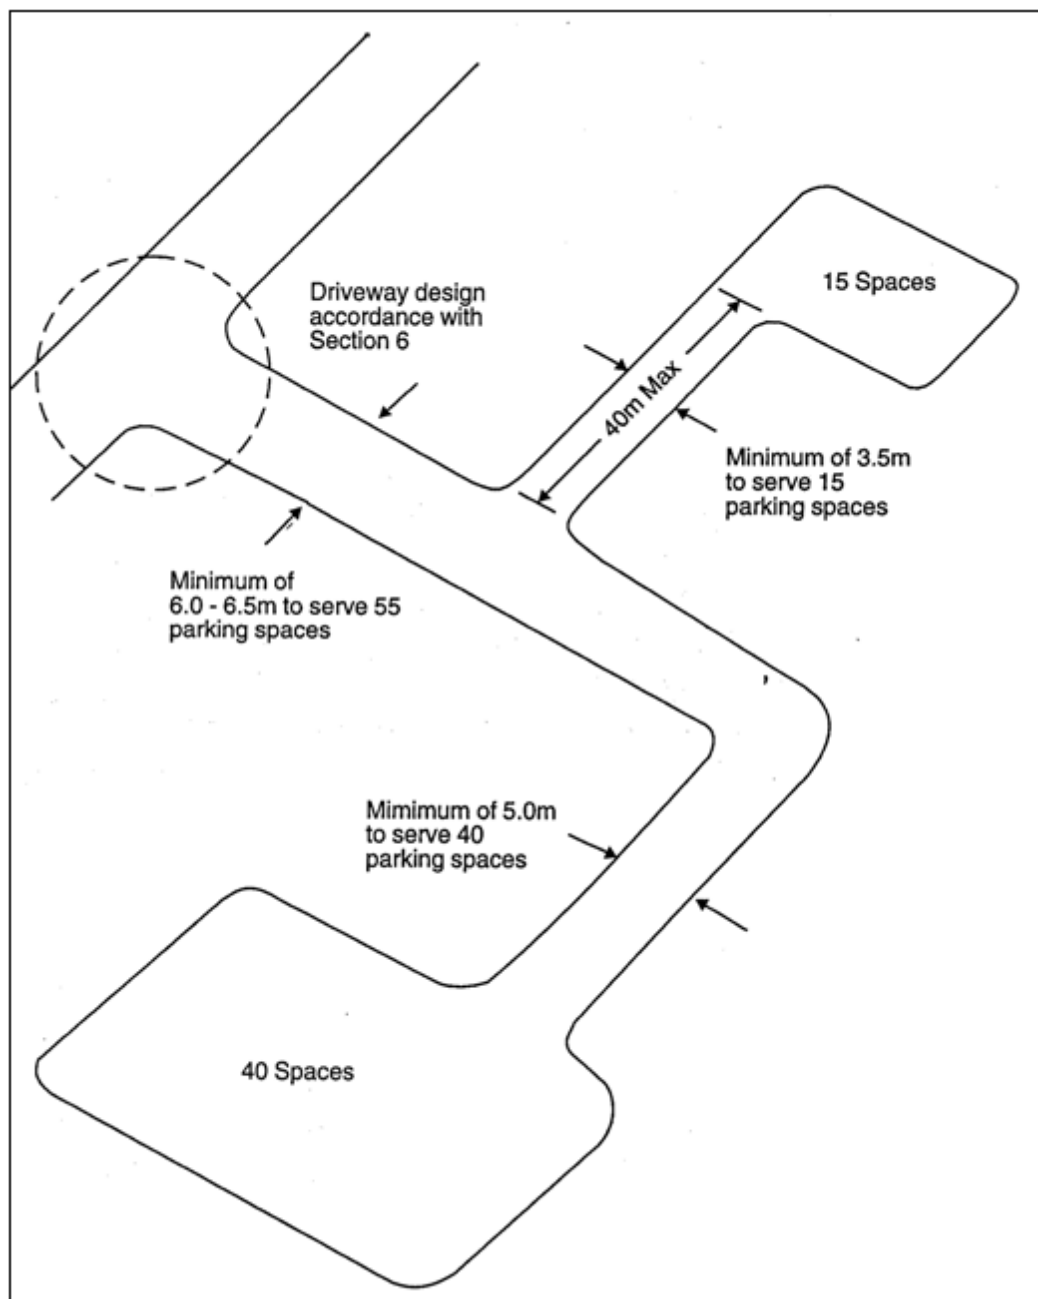 15 Spaces
Driveway design
accordance with
Section 6
40m Max
Minimum of 3.5m
to serve 15
parking spaces
Minimum of
6.0 - 6.5m to serve 55
parking spaces
Mimimum of 5.0m
to serve 40
parking spaces
40 Spaces